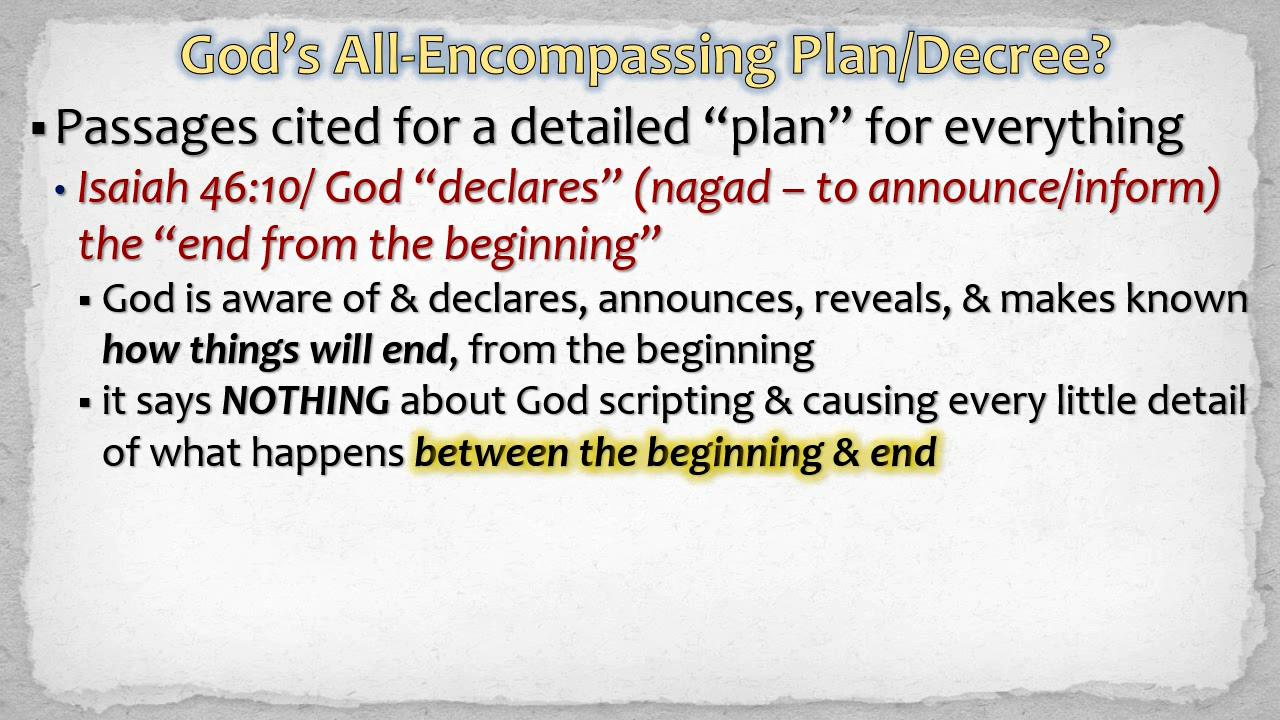 God’s All-Encompassing Plan/Decree?
▪ Passages cited for a detailed “plan” for everything
• Isaiah 46:10/ God “declares” (nagad – to announce/inform)
the “end from the beginning”
▪ God is aware of & declares, announces, reveals, & makes known
how things will end, from the beginning
▪ it says NOTHING about God scripting & causing every little detail
of what happens between the beginning & end